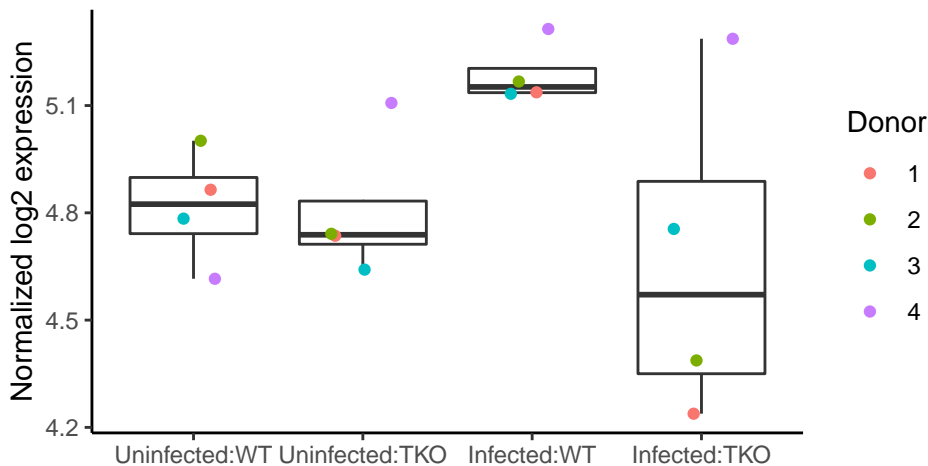 Normalized log2 expression
5.1
4.8
4.5
4.2
Uninfected:WT
Uninfected:TKO
Infected:WT
Infected:TKO
Donor
1
2
3
4